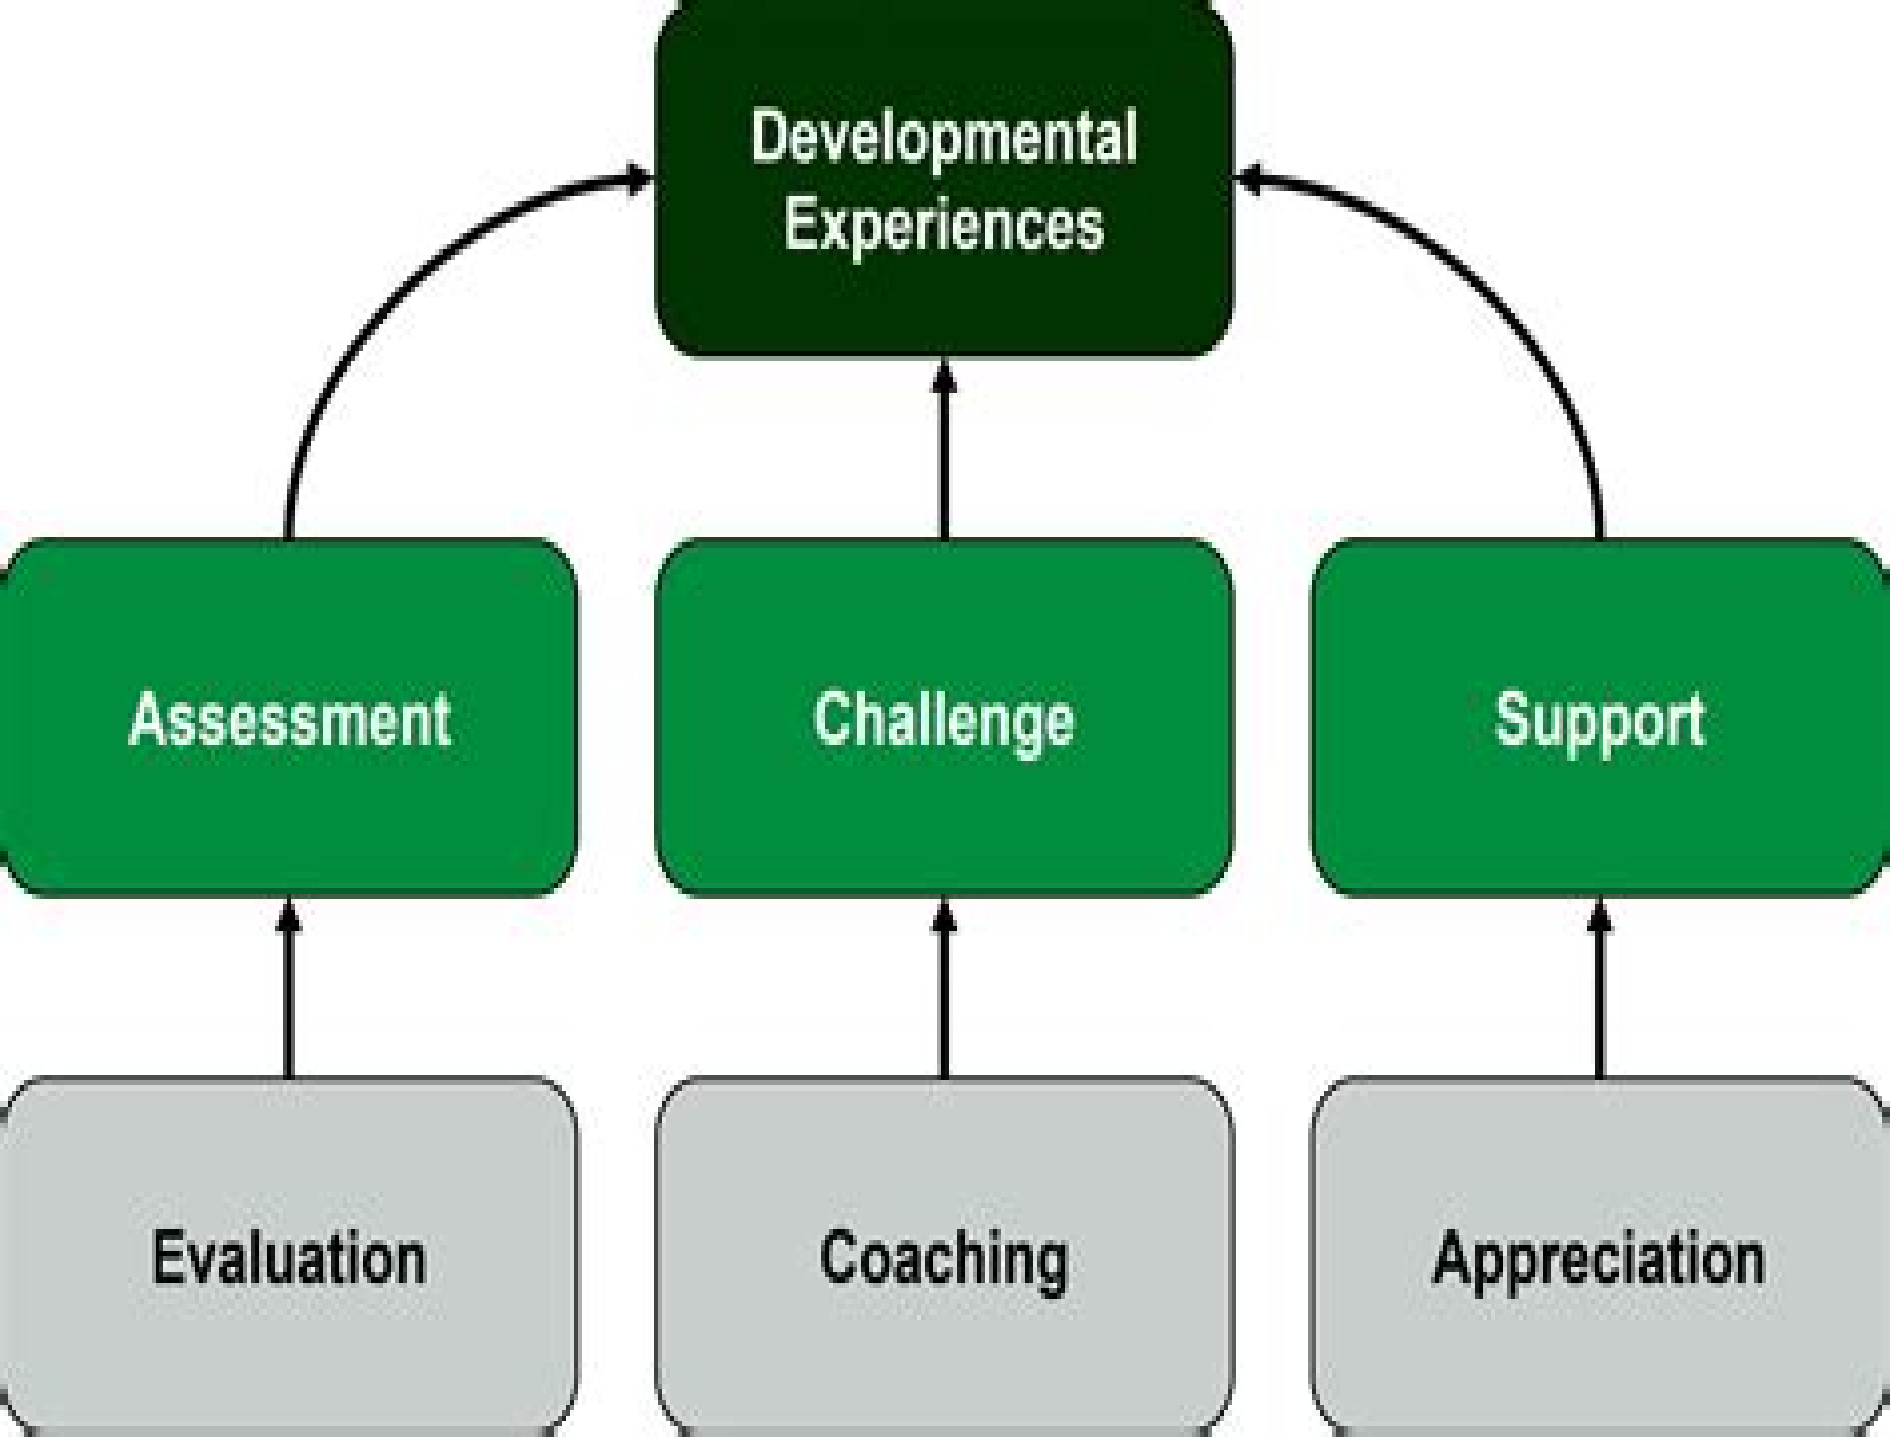 Developmental
Experiences
Assessment
Challenge
Support
Evaluation
Coaching
Appreciation